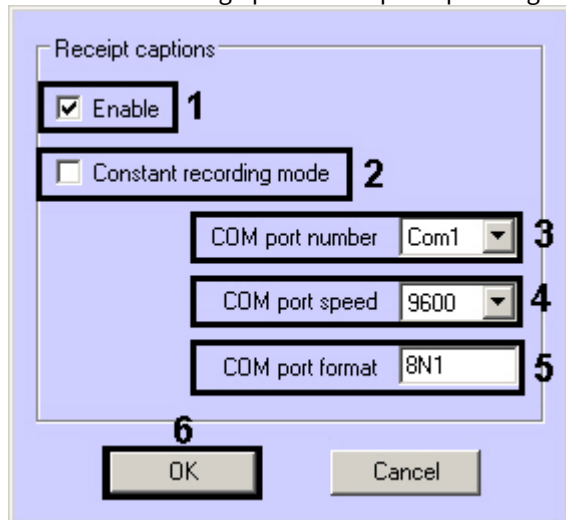 Receipt captions
Enable 1
Constant recording mode 2
COM port number Com1 3
COM port speed 9600 4
COM port format 8N1 5
6
OK Cancel